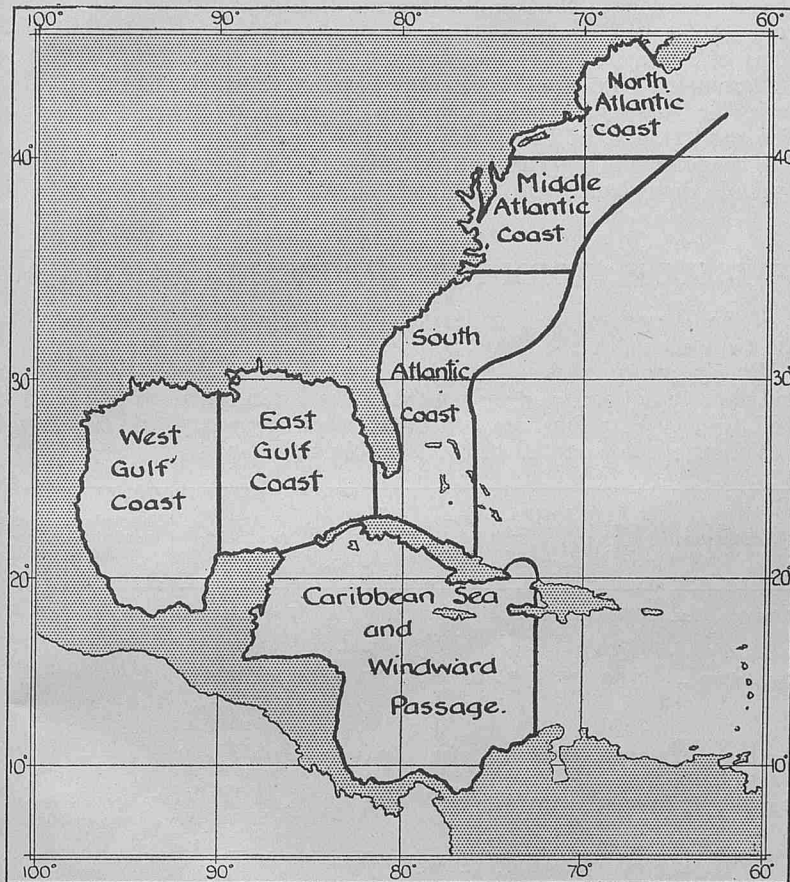 100° 90° 80° 70° 60°
North
Atlantic
Coast
40° 40
Middle
Atlantic
Coast
South
Atlantic
Coast
30° 30°
West
Gulf
Coast
East
Gulf
Coast
20° 20°
Caribbean Sea
and
Windward
Passage.
10° 10°
100° 90° 80° 70° 60°